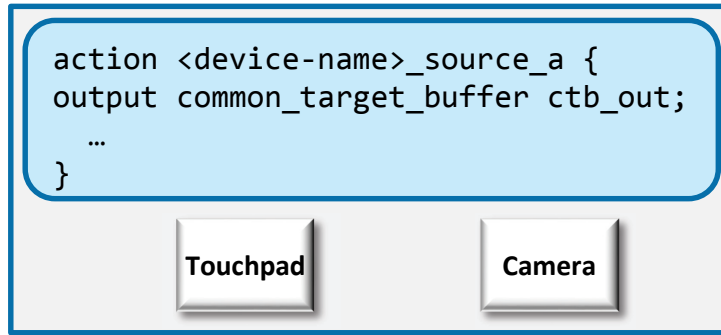 action <device-name>_source_a {
output common_target_buffer ctb_out;
…
}
Touchpad
Camera